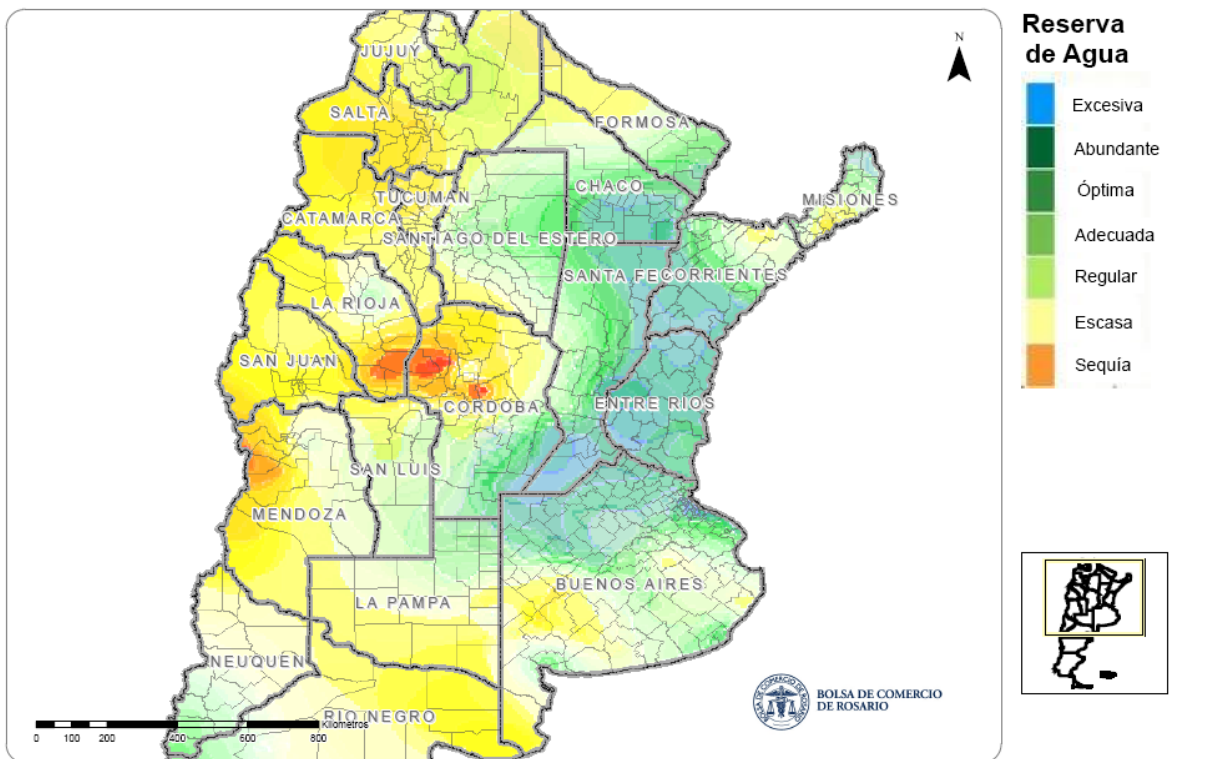 Reserva
de Agua
Excesiva
Abundante
Óptima
Adecuada
Regular
Escasa
Sequía
N
JUJUY
SALTA
FORMOSA
CHACO
TUCUMAN
MISIONES
CATAMARCA
SANTIAGO DEL ESTERO
SANTA FE
CORRIENTES
LA RIOJA
SAN JUAN
CORDOBA
ENTRE RIOS
SAN LUIS
MENDOZA
BUENOS AIRES
LA PAMPA
NEUQUEN
RIO NEGRO
BOLSA DE COMERCIO
DE ROSARIO
Kilómetros
0 100 200 400 600 800